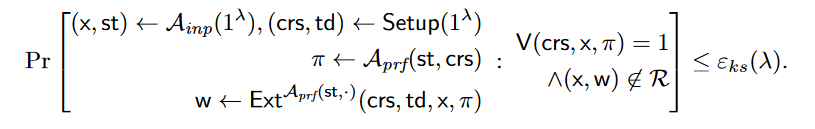 (x, st) ← 𝒜_inp(1^λ), (crs, td) ← Setup(1^λ)
Pr [ π ← 𝒜_prf(st, crs) : V(crs, x, π) = 1 ∧(x, w) ∉ ℛ ] ≤ ε_ks(λ).
w ← Ext^{𝒜_prf(st,·)}(crs, td, x, π)